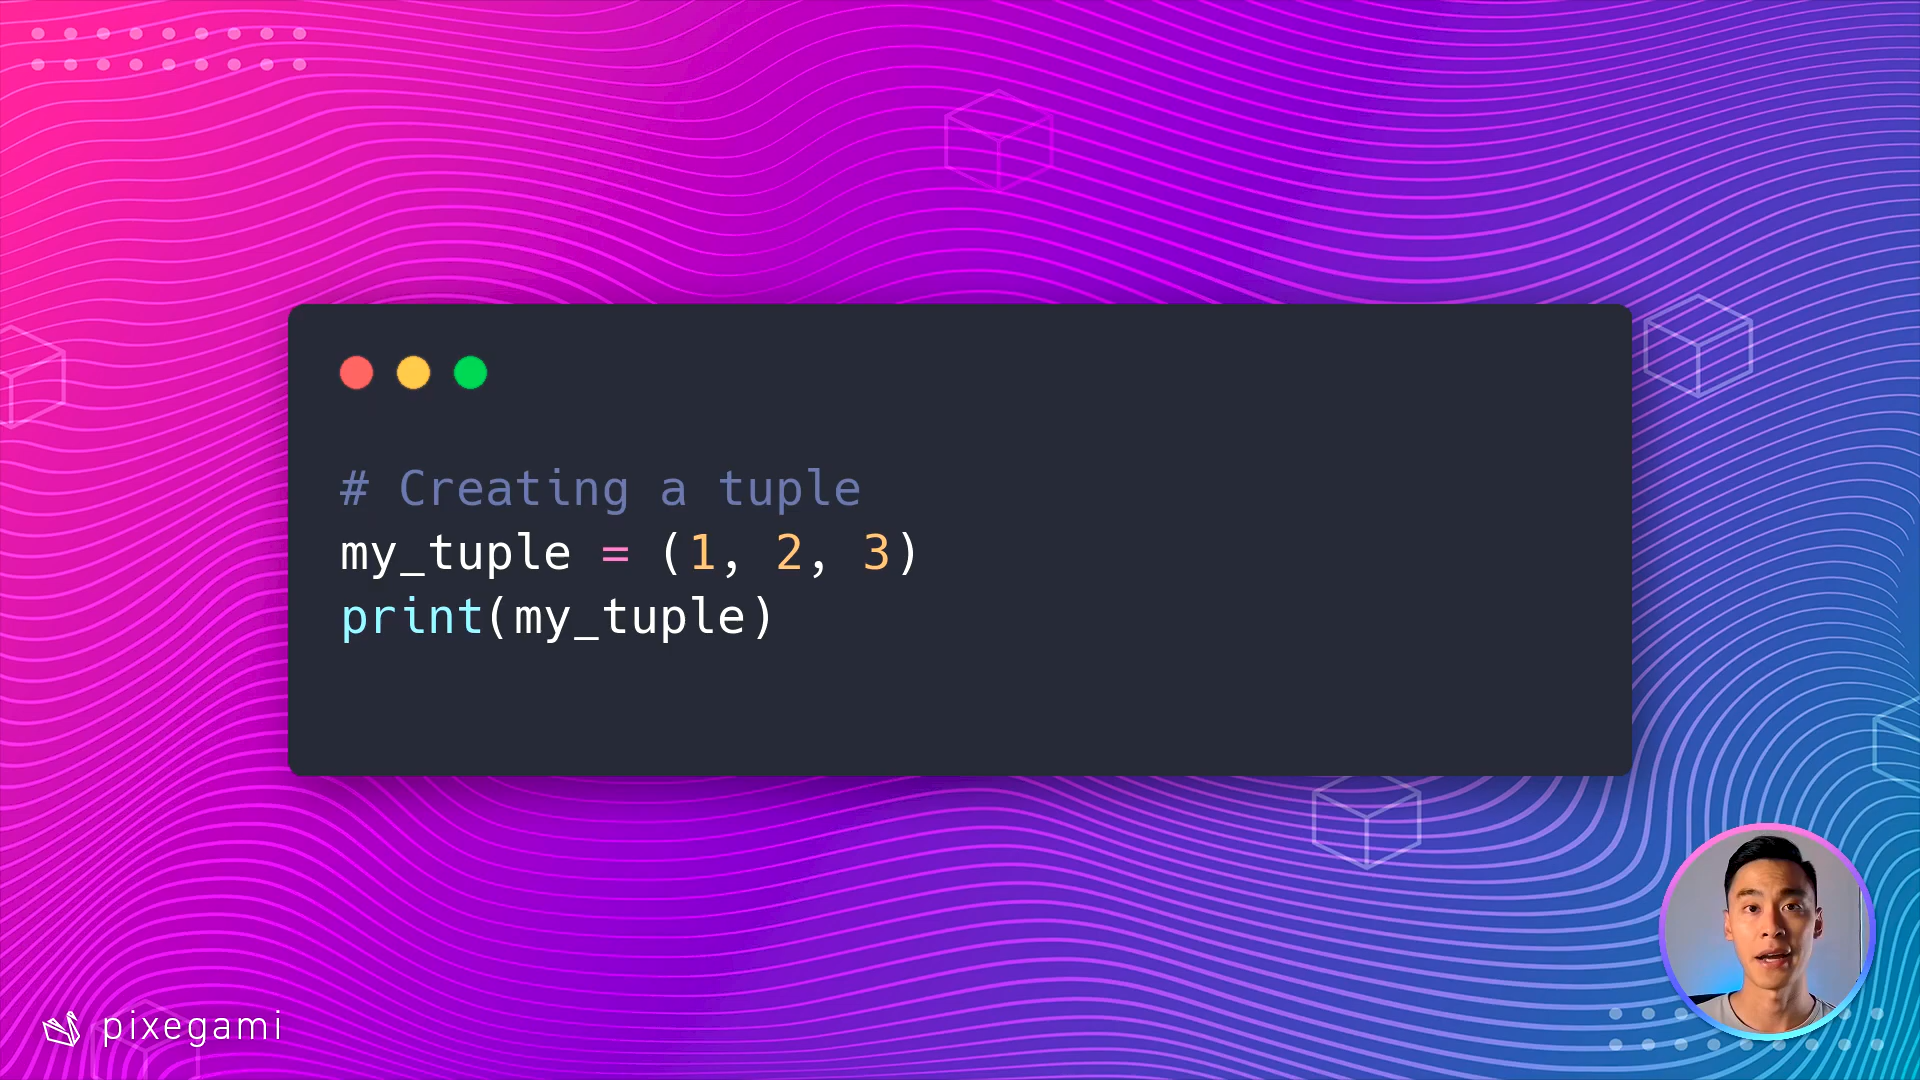 # Creating a tuple
my_tuple = (1, 2, 3)
print(my_tuple)
pixegami